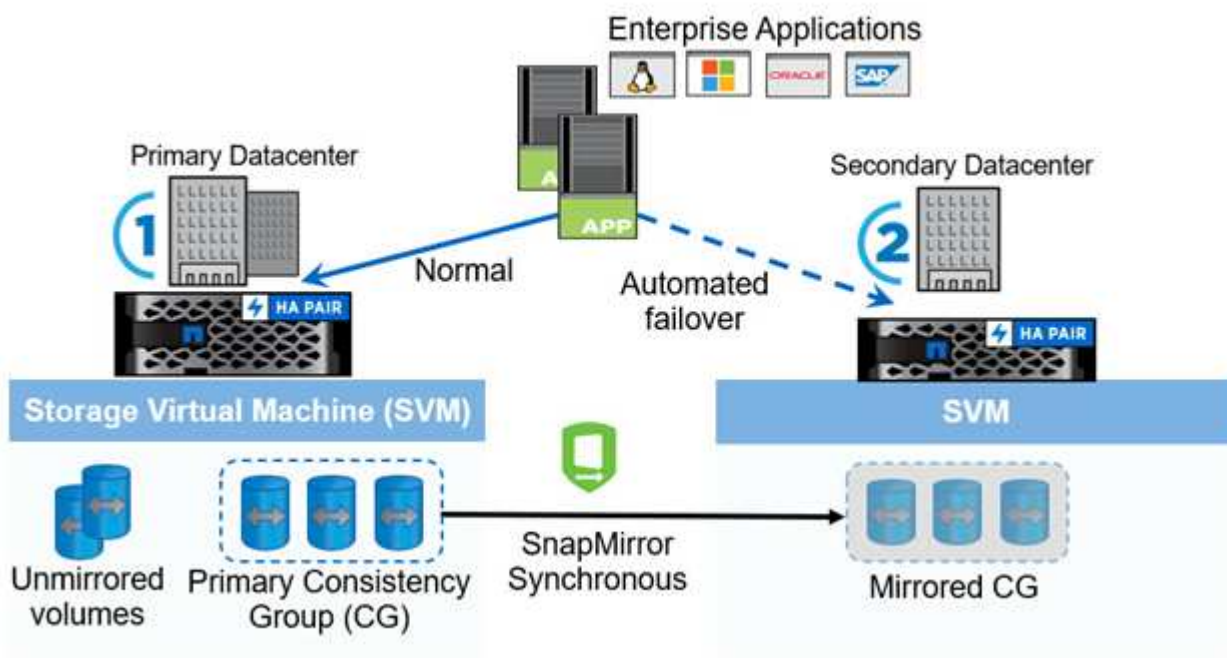 Enterprise Applications
ORACLE
SAP
Primary Datacenter
Secondary Datacenter
1
A
APP
2
Normal
Automated
failover
HA PAIR
HA PAIR
Storage Virtual Machine (SVM)
SVM
SnapMirror
Synchronous
Unmirrored
volumes
Primary Consistency
Group (CG)
Mirrored CG